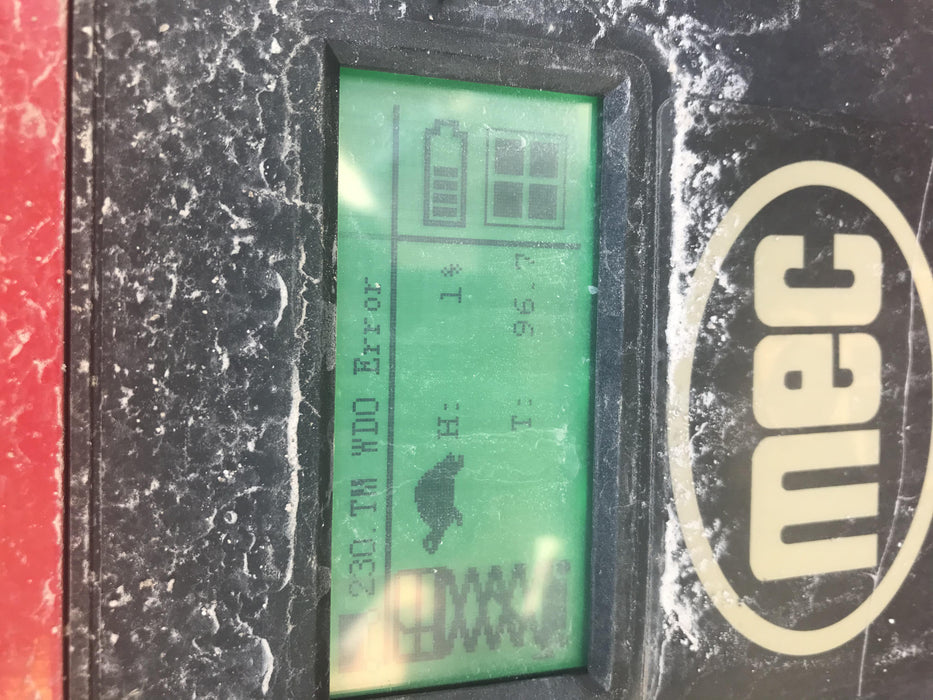 230.TM WDO Error
H: 1*
T: 96.7
mec